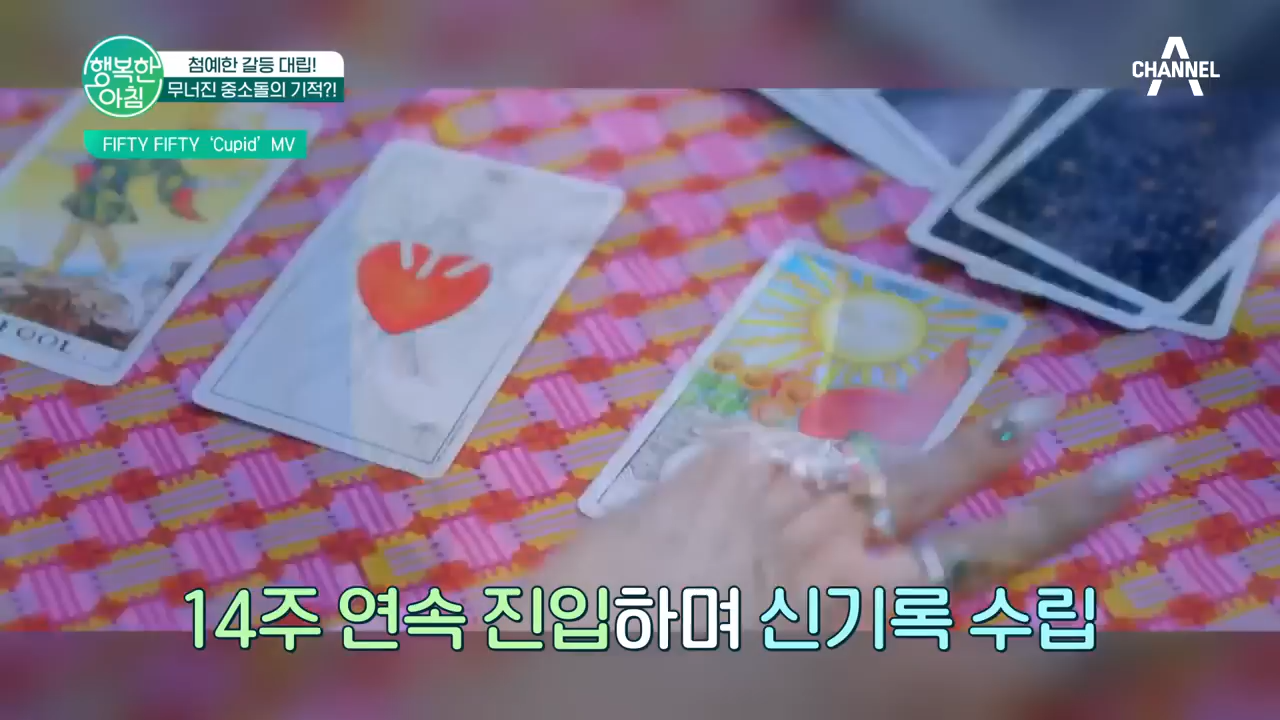 행복한
아침
첨예한 갈등 대립!
무너진 중소돌의 기적?!
FIFTY FIFTY ‘Cupid’ MV
CHANNEL
OOL
14주 연속 진입하며 신기록 수립